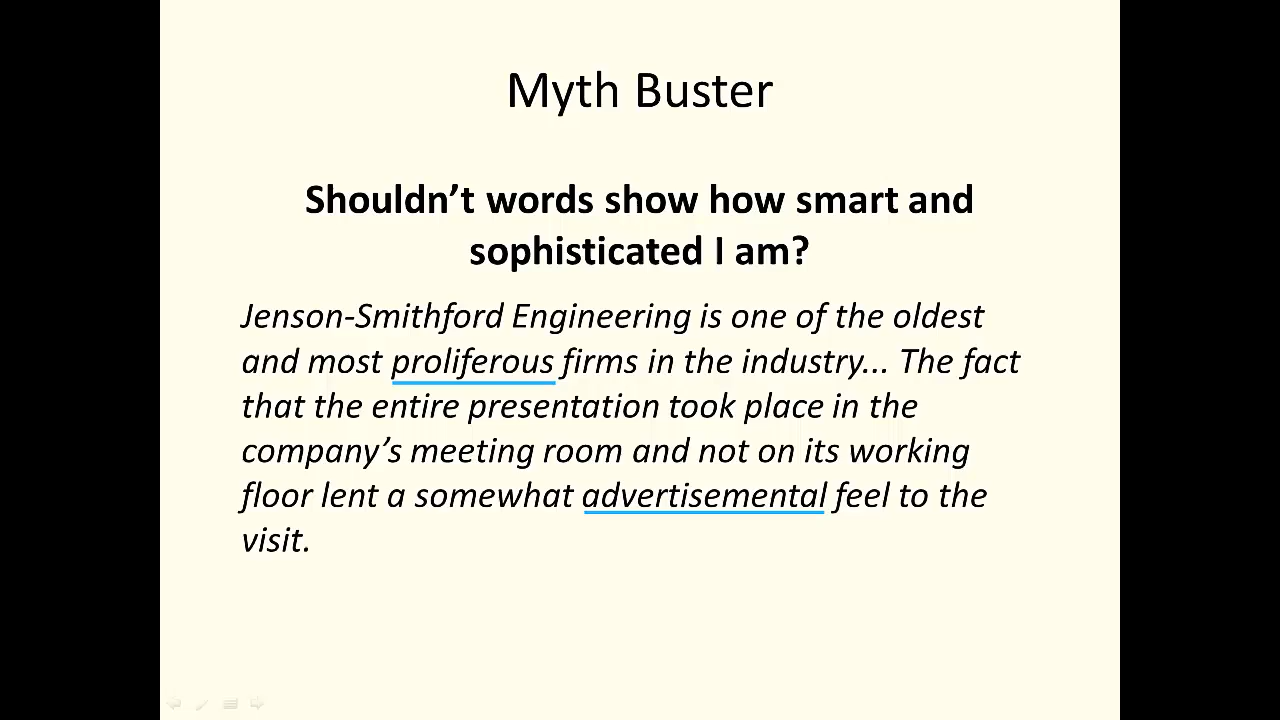 Myth Buster
Shouldn’t words show how smart and
sophisticated I am?
Jenson-Smithford Engineering is one of the oldest
and most proliferous firms in the industry... The fact
that the entire presentation took place in the
company’s meeting room and not on its working
floor lent a somewhat advertisemental feel to the
visit.